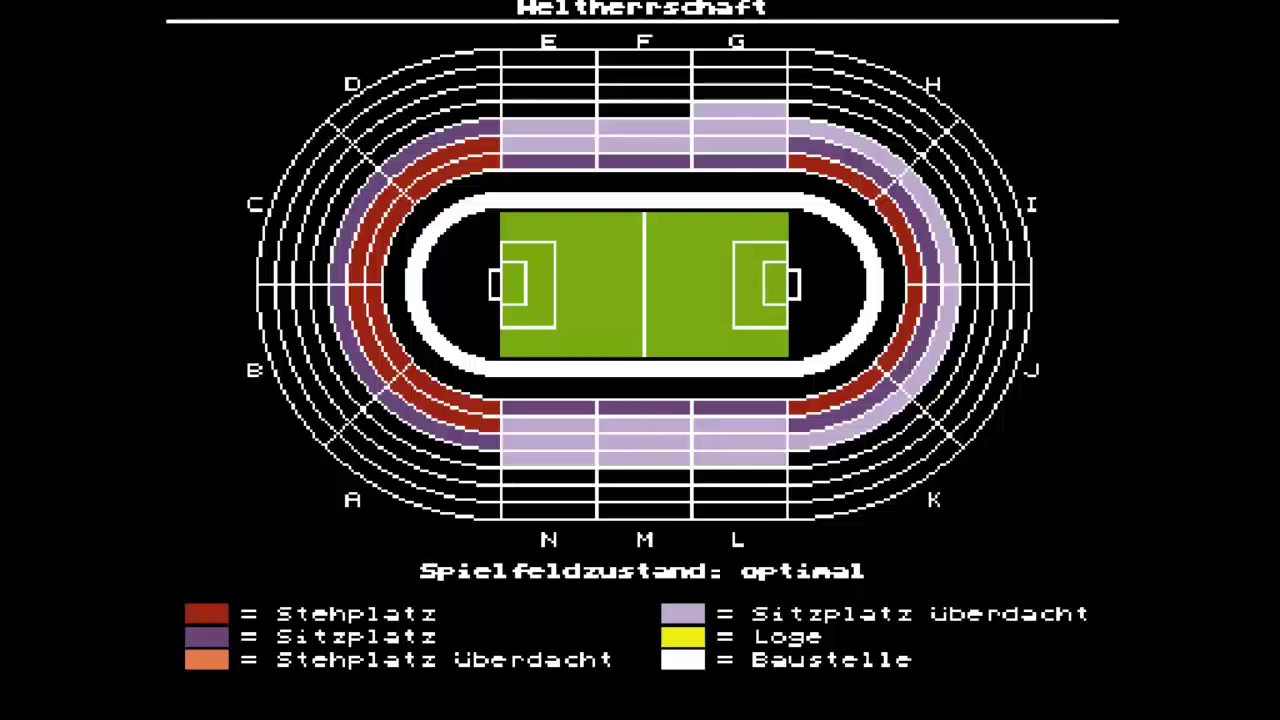 Weltherrschaft
E F G
D H
C I
B J
A K
N M L
Spielfeldzustand: optimal
= Stehplatz = Sitzplatz überdacht
= Sitzplatz = Loge
= Stehplatz überdacht = Baustelle